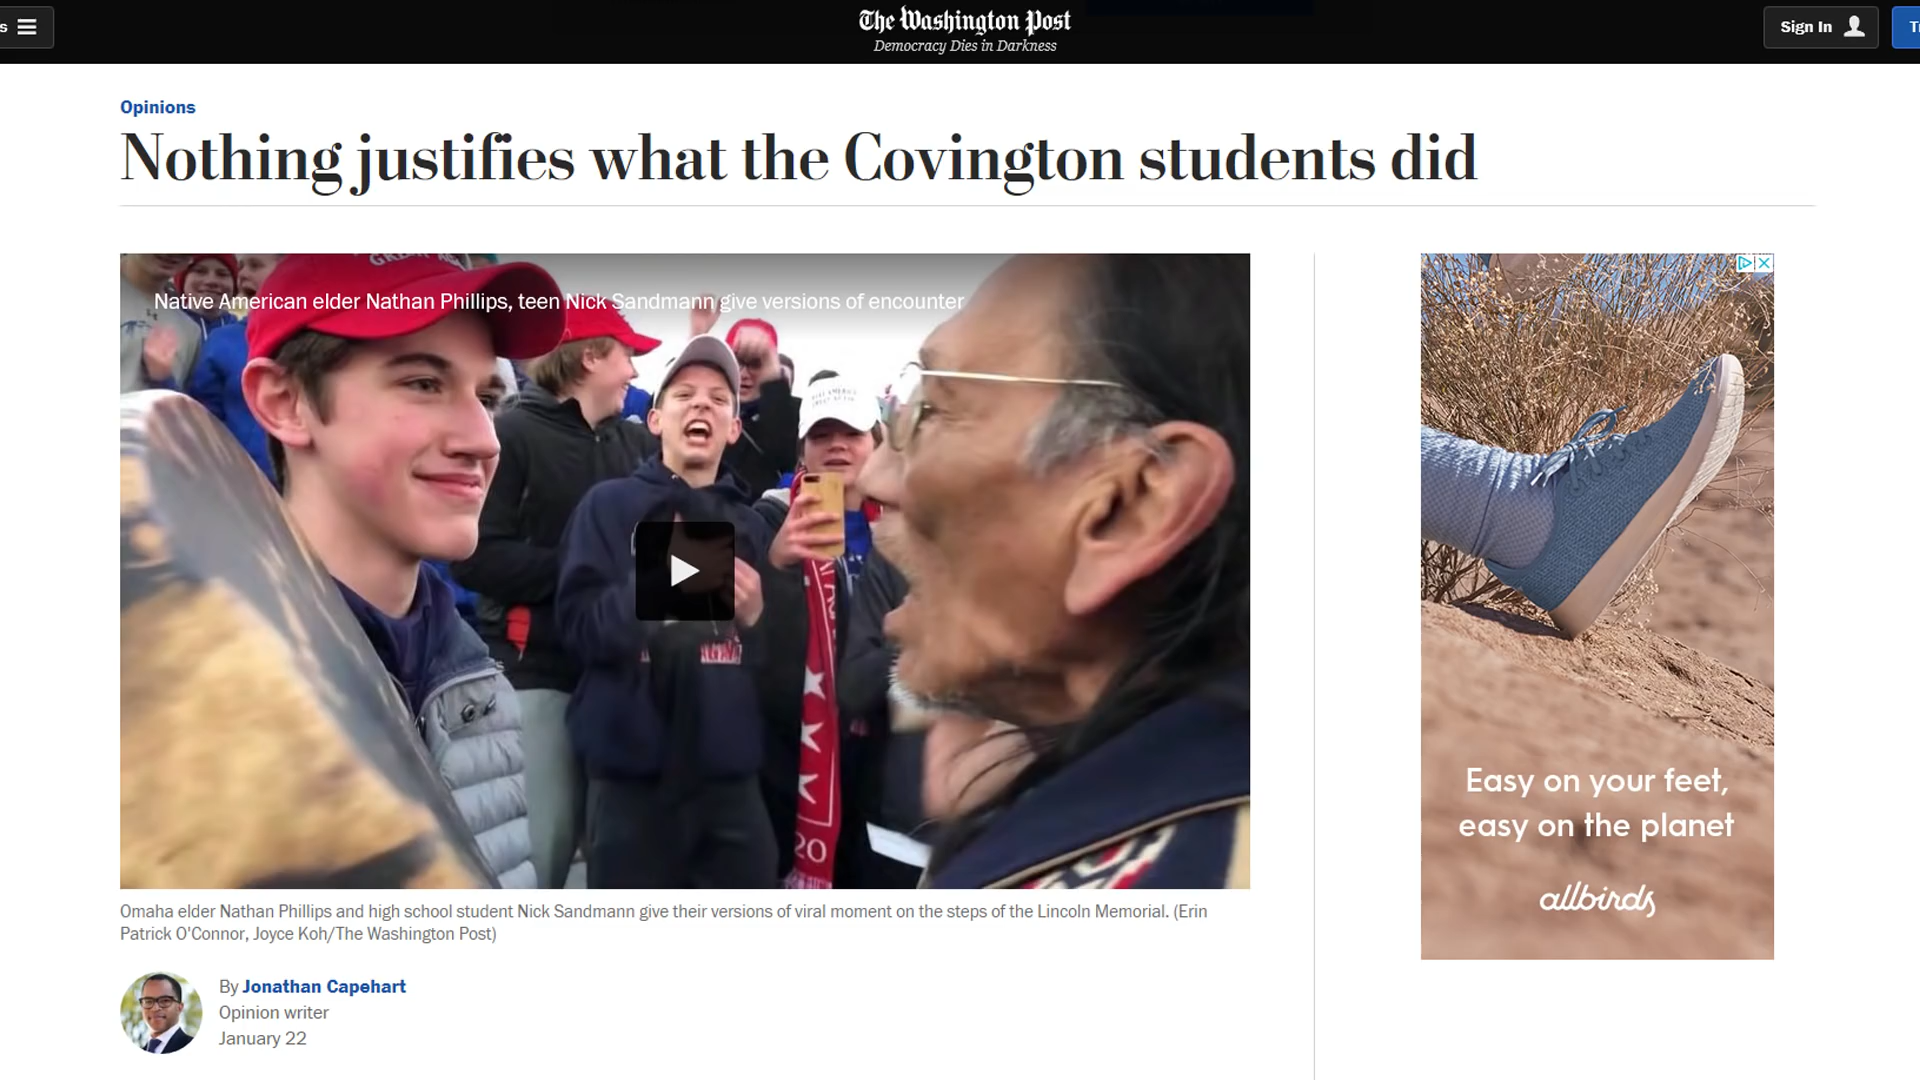 s
The Washington Post
Democracy Dies in Darkness
Sign In
Opinions
Nothing justifies what the Covington students did
Native American elder Nathan Phillips, teen Nick Sandmann give versions of encounter
20
Easy on your feet,
easy on the planet
allbirds
Omaha elder Nathan Phillips and high school student Nick Sandmann give their versions of viral moment on the steps of the Lincoln Memorial. (Erin
Patrick O'Connor, Joyce Koh/The Washington Post)
By Jonathan Capehart
Opinion writer
January 22